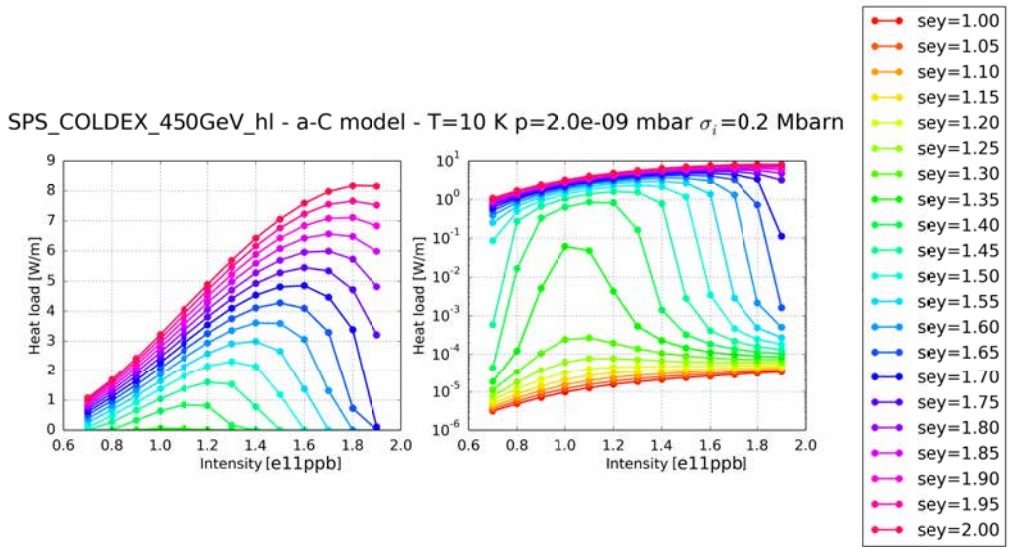 SPS_COLDEX_450GeV_hl - a-C model - T=10 K p=2.0e-09 mbar σi=0.2 Mbarn
Heat load [W/m]
9
8
7
6
5
4
3
2
1
0
0.6 0.8 1.0 1.2 1.4 1.6 1.8 2.0
Intensity [e11ppb]
Heat load [W/m]
10^1
10^0
10^-1
10^-2
10^-3
10^-4
10^-5
10^-6
0.6 0.8 1.0 1.2 1.4 1.6 1.8 2.0
Intensity [e11ppb]
sey=1.00
sey=1.05
sey=1.10
sey=1.15
sey=1.20
sey=1.25
sey=1.30
sey=1.35
sey=1.40
sey=1.45
sey=1.50
sey=1.55
sey=1.60
sey=1.65
sey=1.70
sey=1.75
sey=1.80
sey=1.85
sey=1.90
sey=1.95
sey=2.00